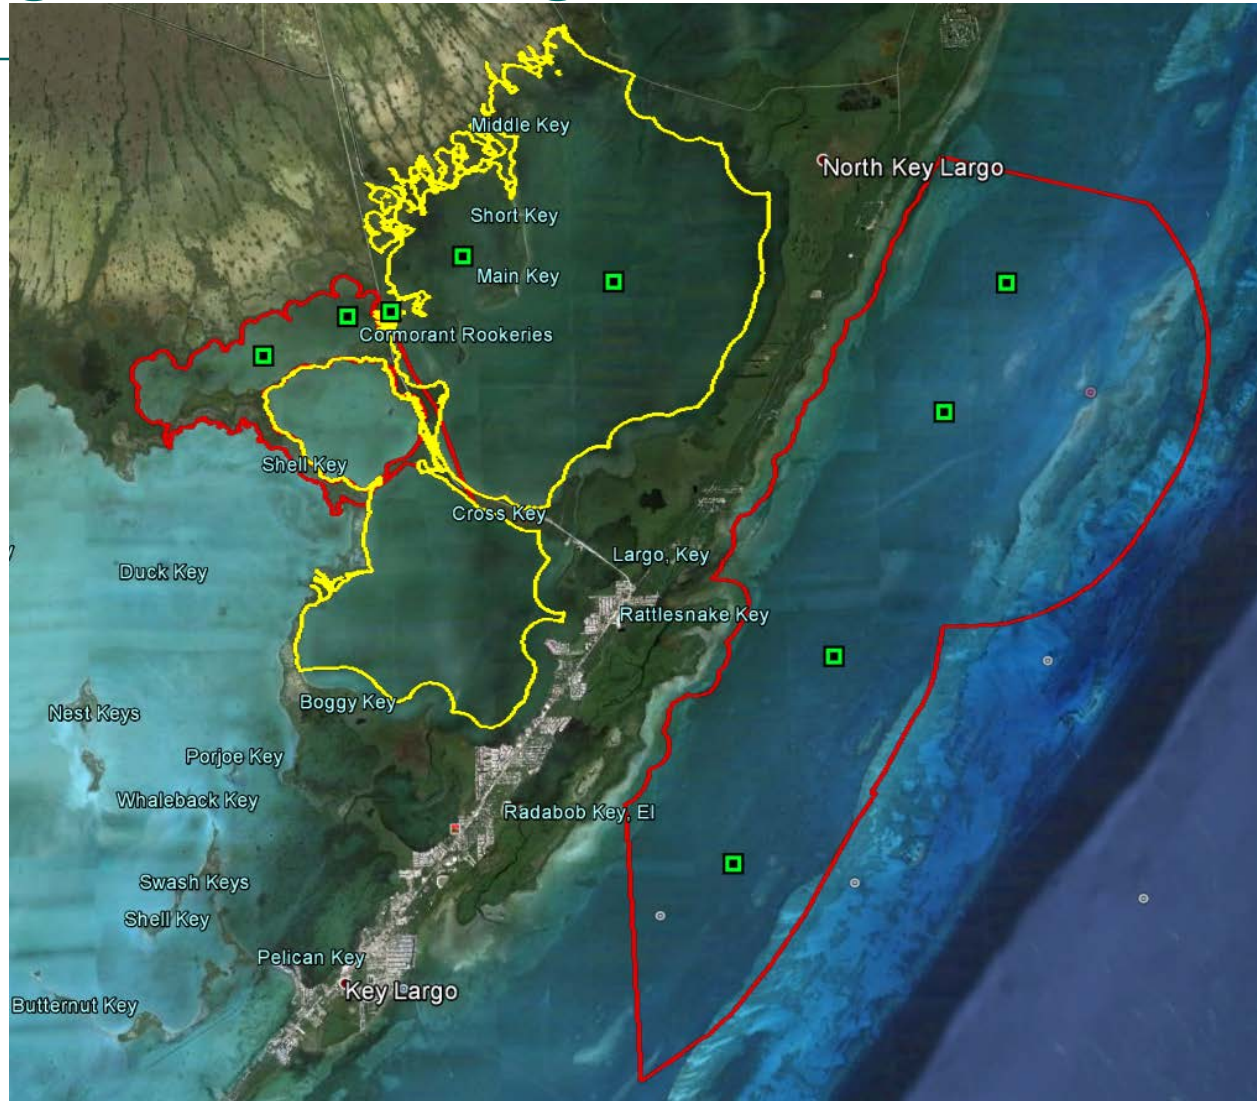 Middle Key
North Key Largo
Short Key
Main Key
Cormorant Rookeries
Shell Key
Cross Key
Largo, Key
Duck Key
Rattlesnake Key
Boggy Key
Nest Keys
Porjoe Key
Whaleback Key
Radabob Key, El
Swash Keys
Shell Key
Pelican Key
Key Largo
Butternut Key